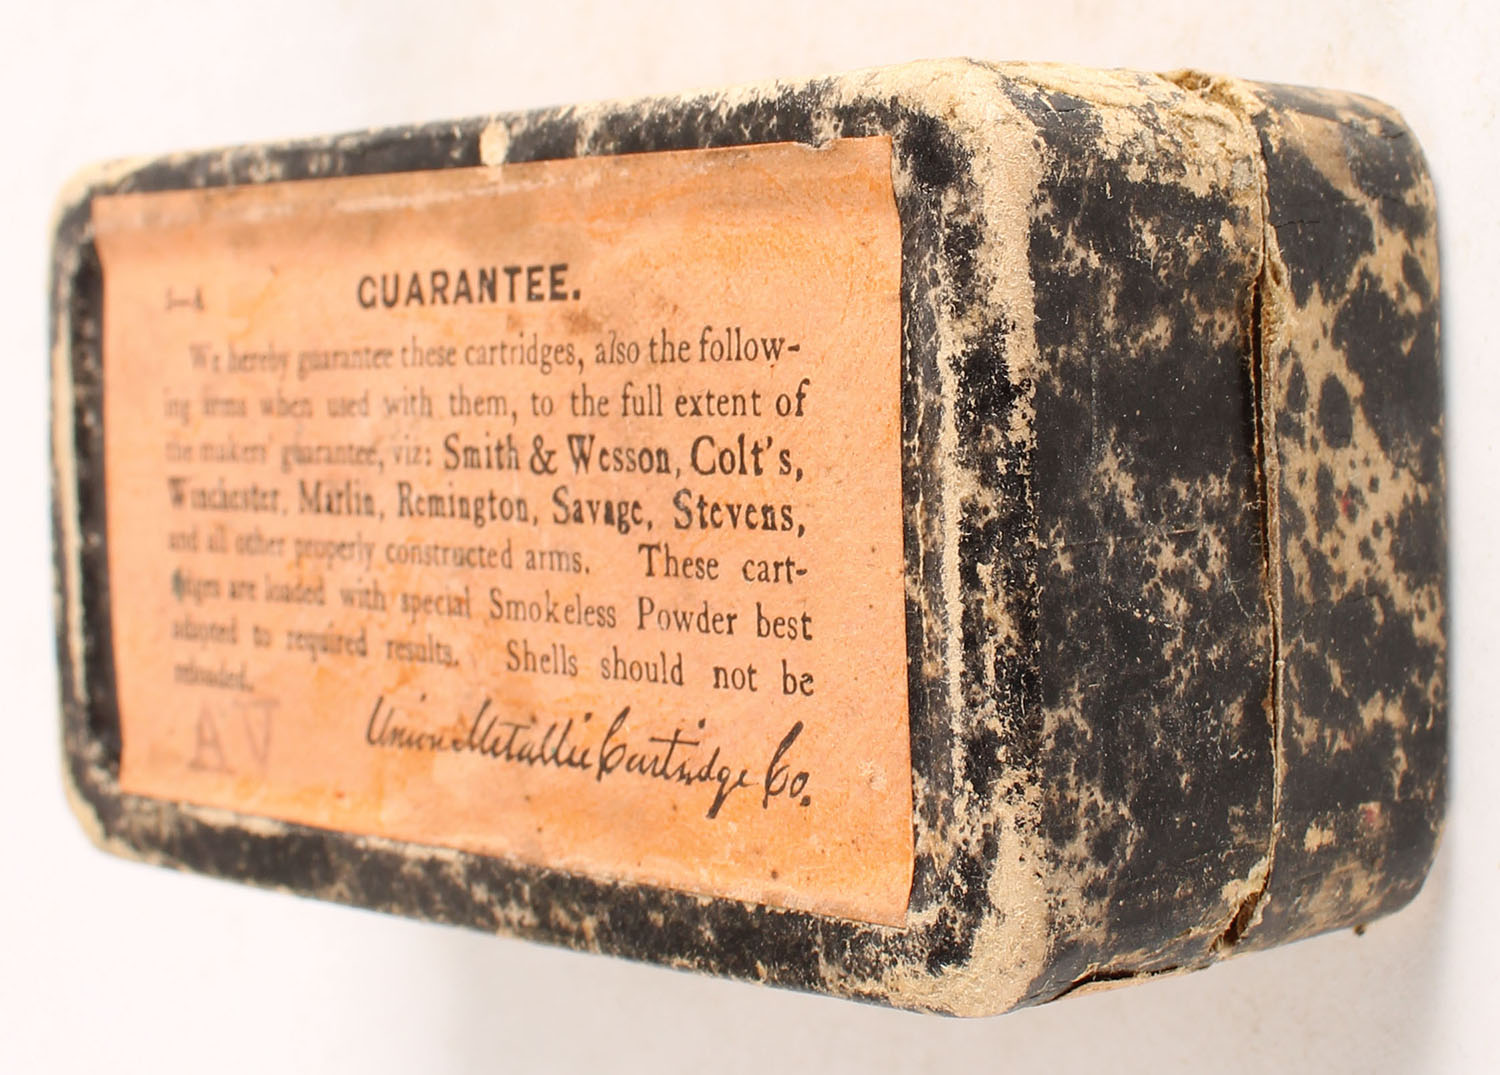 1—A
GUARANTEE.
We hereby guarantee these cartridges, also the follow-
ing arms when used with them, to the full extent of
the makers' guarantee, viz: Smith & Wesson, Colt's,
Winchester, Marlin, Remington, Savage, Stevens,
and all other properly constructed arms. These cart-
ridges are loaded with special Smokeless Powder best
adapted to required results. Shells should not be
reloaded.
AV
Union Metallic Cartridge Co.